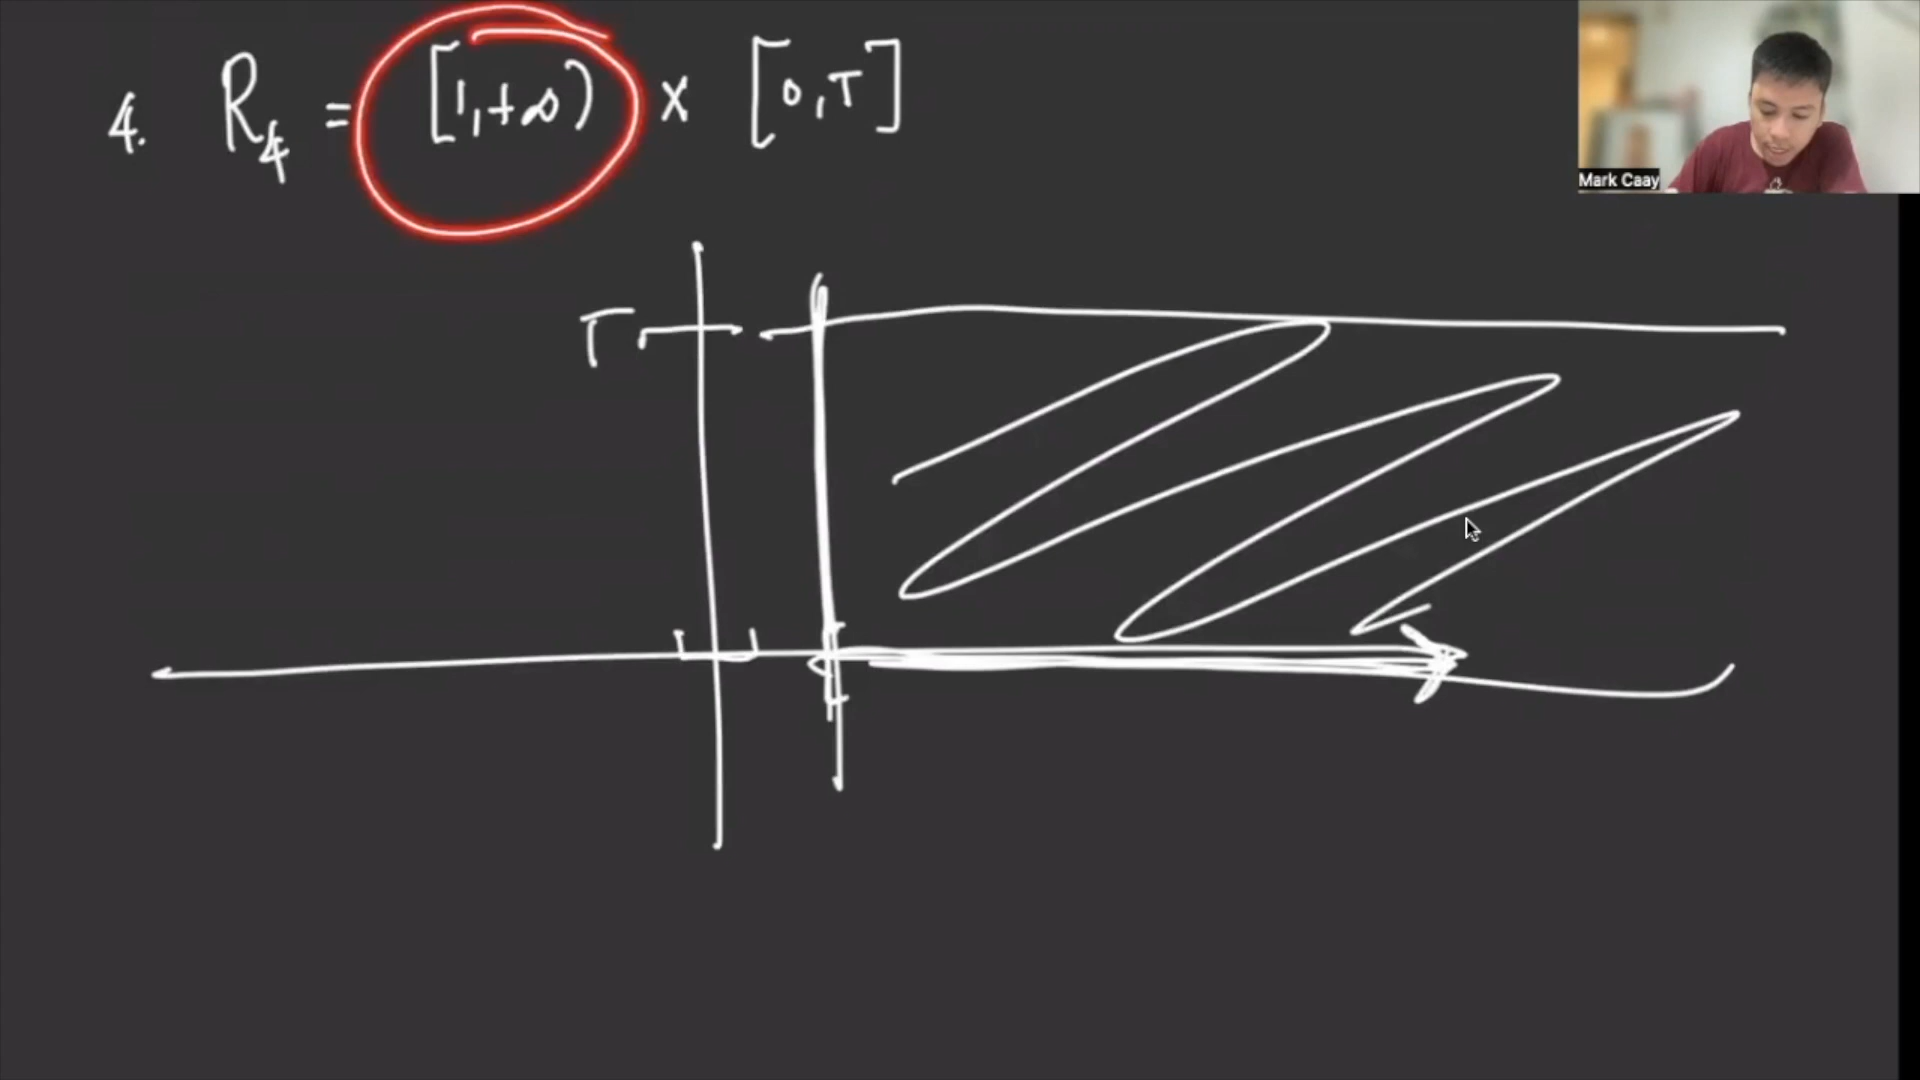 4. R₄ = [1,+∞) × [0,T]
Mark Caay
T